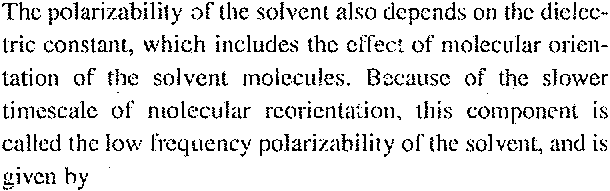 The polarizability of the solvent also depends on the dielec-
tric constant, which includes the effect of molecular orien-
tation of the solvent molecules. Because of the slower
timescale of molecular reorientation, this component is
called the low frequency polarizability of the solvent, and is
given by